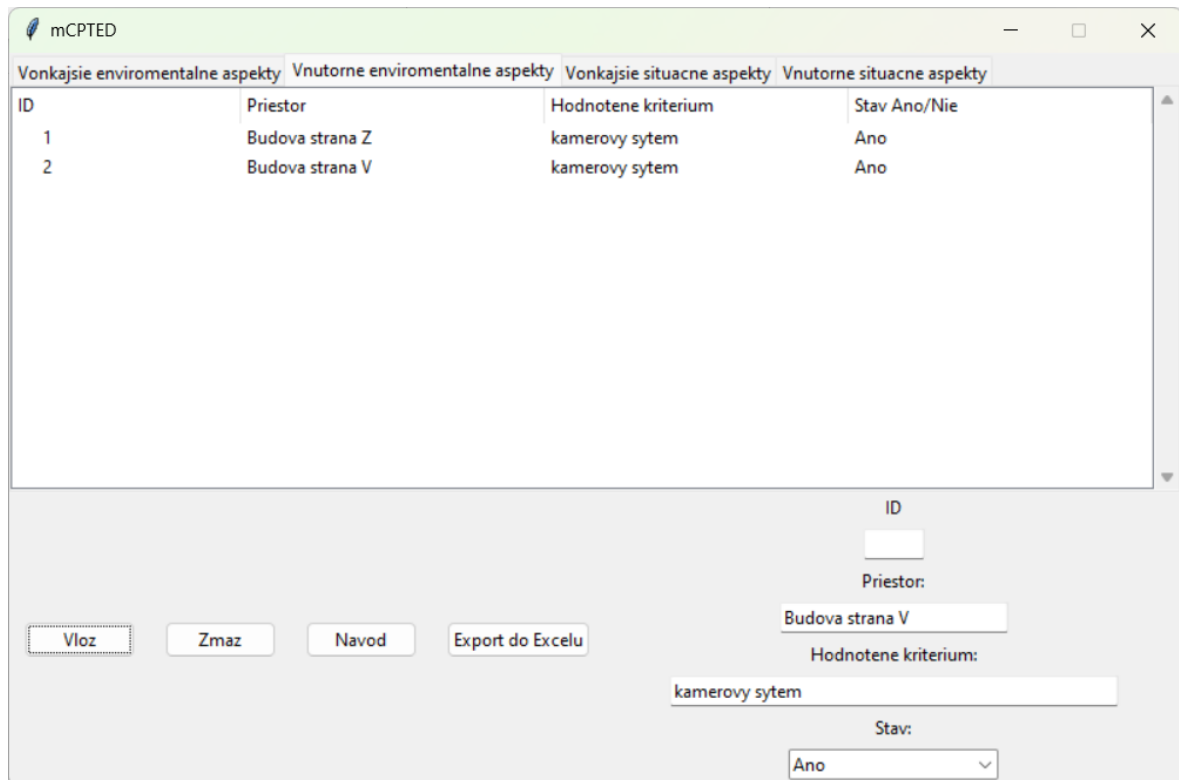 mCPTED
Vonkajsie enviromentalne aspekty Vnutorne enviromentalne aspekty Vonkajsie situacne aspekty Vnutorne situacne aspekty
ID Priestor Hodnotene kriterium Stav Ano/Nie
1 Budova strana Z kamerovy sytem Ano
2 Budova strana V kamerovy sytem Ano
ID
Priestor:
Budova strana V
Vloz Zmaz Navod Export do Excelu
Hodnotene kriterium:
kamerovy sytem
Stav:
Ano